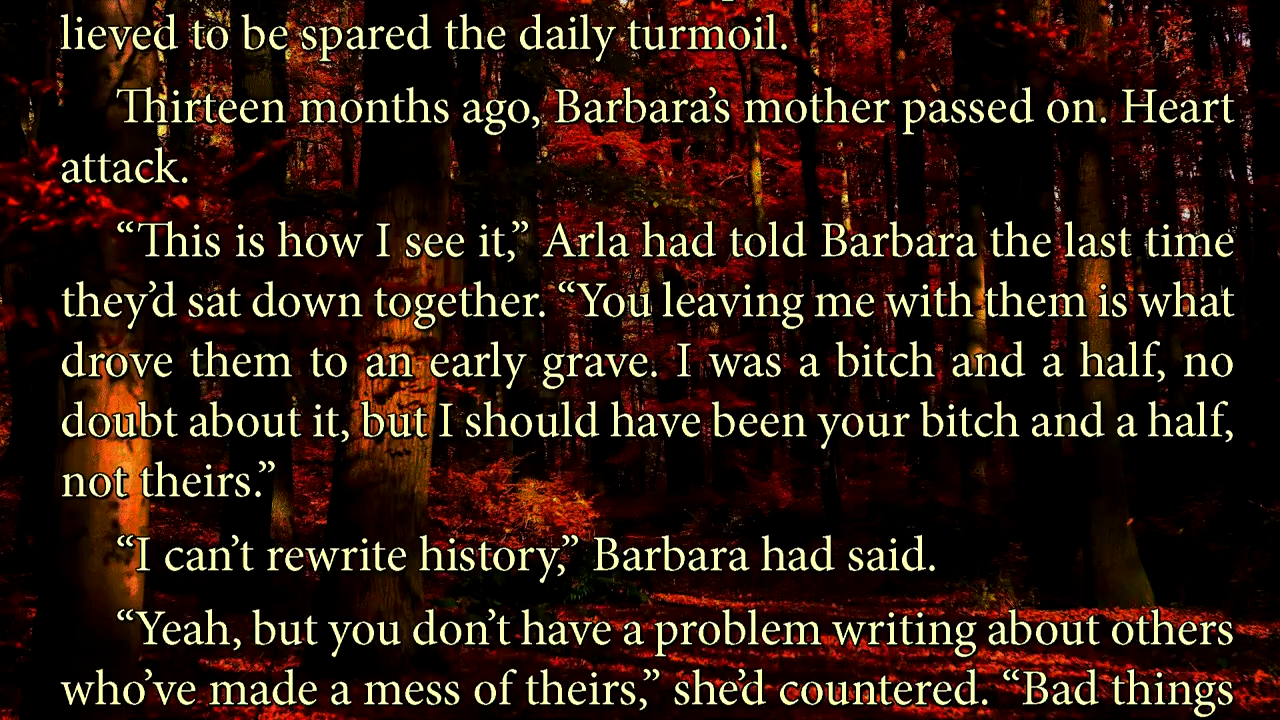 lieved to be spared the daily turmoil.
Thirteen months ago, Barbara’s mother passed on. Heart
attack.
“This is how I see it,” Arla had told Barbara the last time
they’d sat down together. “You leaving me with them is what
drove them to an early grave. I was a bitch and a half, no
doubt about it, but I should have been your bitch and a half,
not theirs.”
“I can’t rewrite history,” Barbara had said.
“Yeah, but you don’t have a problem writing about others
who’ve made a mess of theirs,” she’d countered. “Bad things